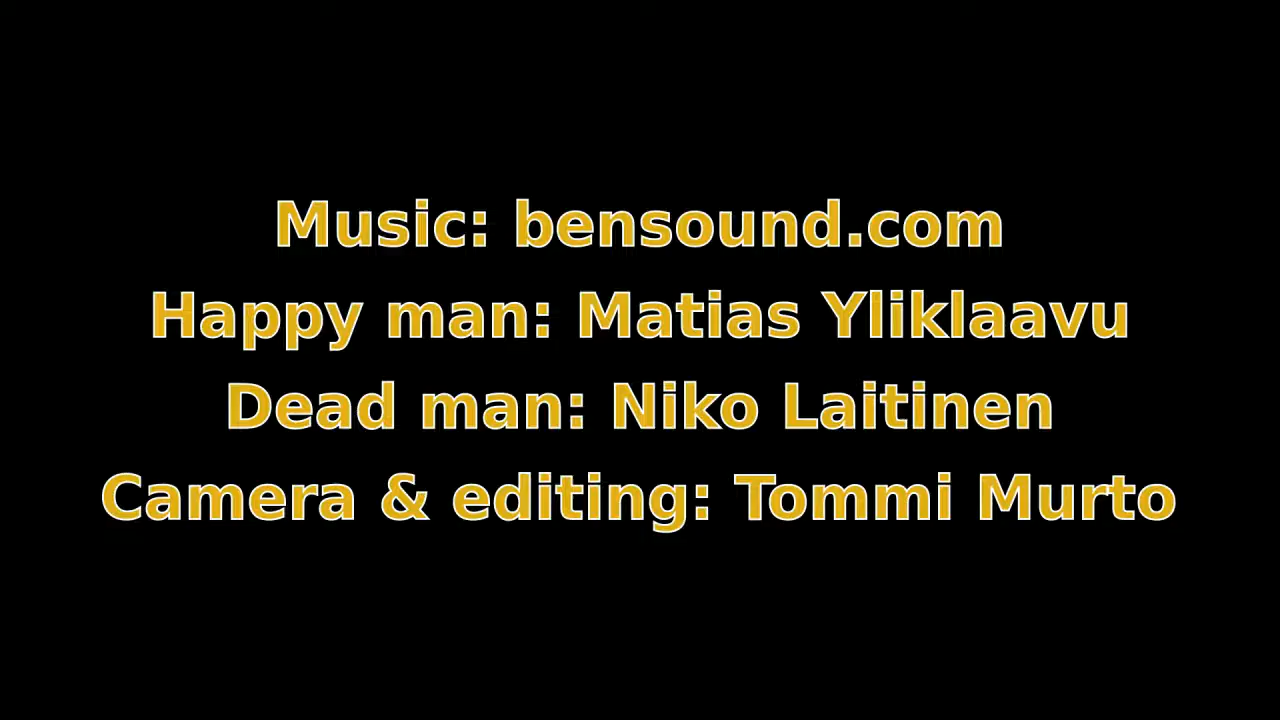 Music: bensound.com
Happy man: Matias Yliklaavu
Dead man: Niko Laitinen
Camera & editing: Tommi Murto